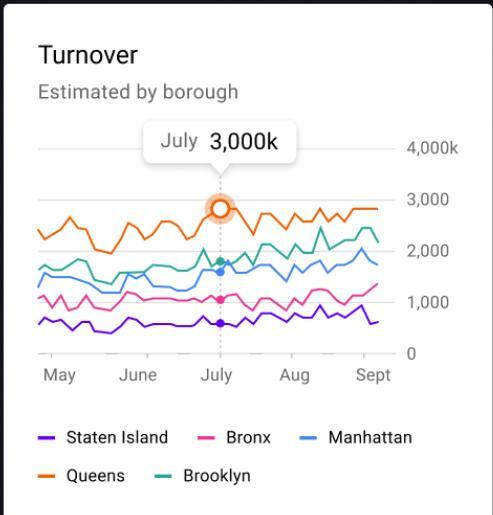 Turnover
Estimated by borough
July 3,000k
4,000k
3,000
2,000
1,000
0
May June July Aug Sept
Staten Island Bronx Manhattan
Queens Brooklyn